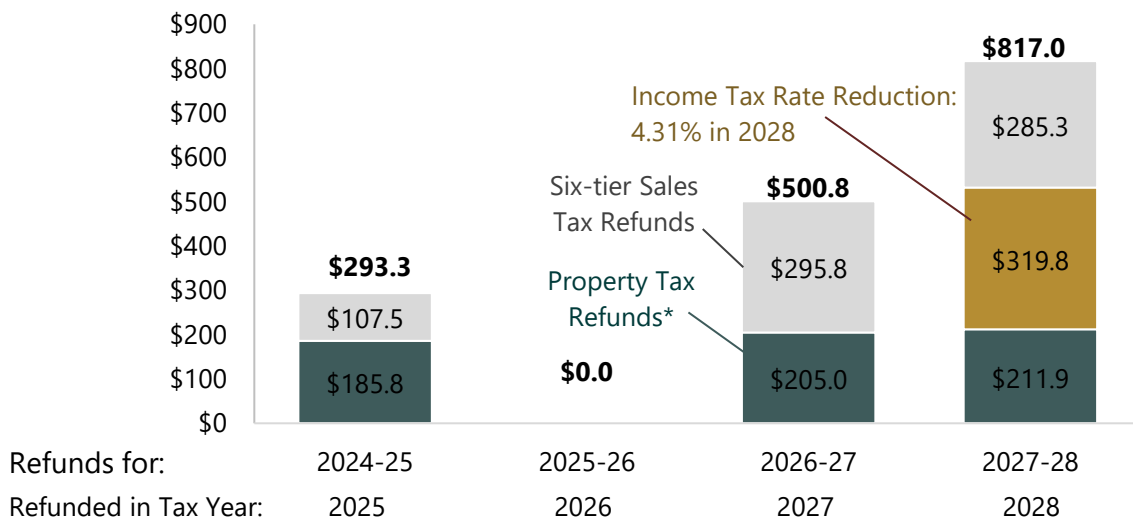 $900
$800
$700
$600
$500
$400
$300
$200
$100
$0
$293.3
$107.5
$185.8
$0.0
$500.8
$295.8
$205.0
$817.0
$285.3
$319.8
$211.9
Income Tax Rate Reduction:
4.31% in 2028
Six-tier Sales
Tax Refunds
Property Tax
Refunds*
Refunds for: 2024-25 2025-26 2026-27 2027-28
Refunded in Tax Year: 2025 2026 2027 2028